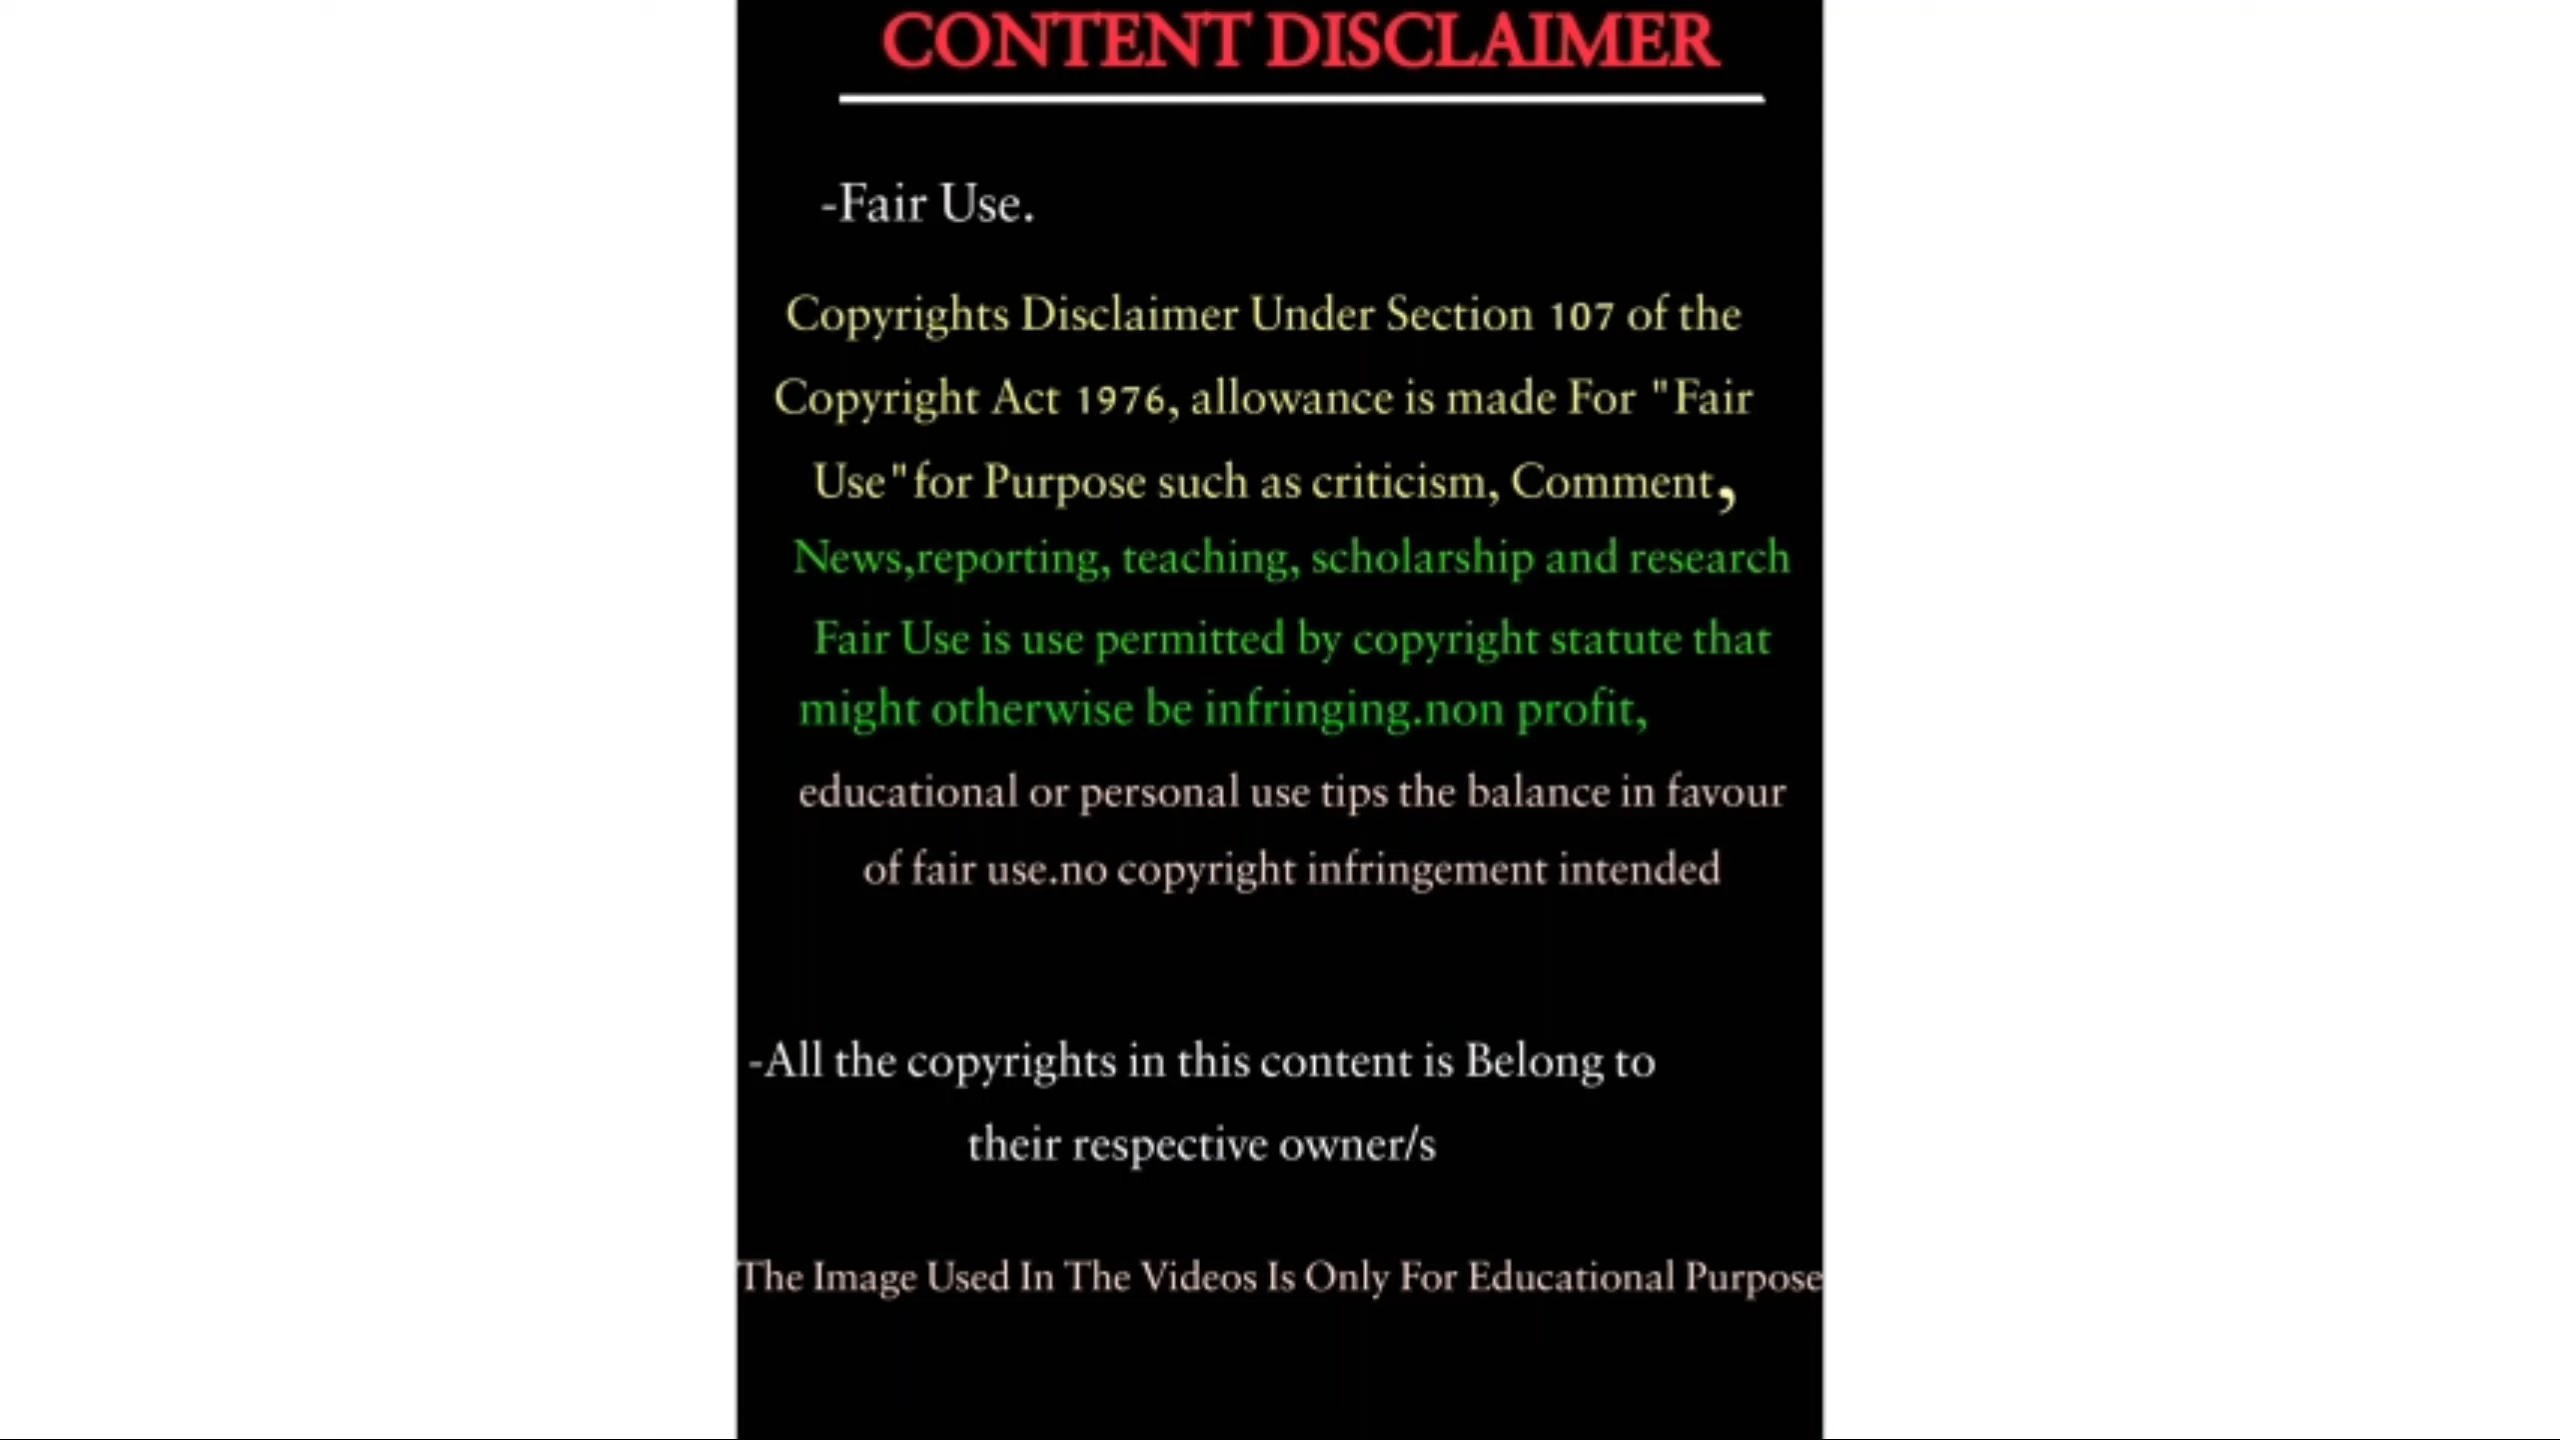 CONTENT DISCLAIMER
-Fair Use.
Copyrights Disclaimer Under Section 107 of the
Copyright Act 1976, allowance is made For "Fair
Use"for Purpose such as criticism, Comment,
News,reporting, teaching, scholarship and research
Fair Use is use permitted by copyright statute that
might otherwise be infringing.non profit,
educational or personal use tips the balance in favour
of fair use.no copyright infringement intended
-All the copyrights in this content is Belong to
their respective owner/s
The Image Used In The Videos Is Only For Educational Purpose